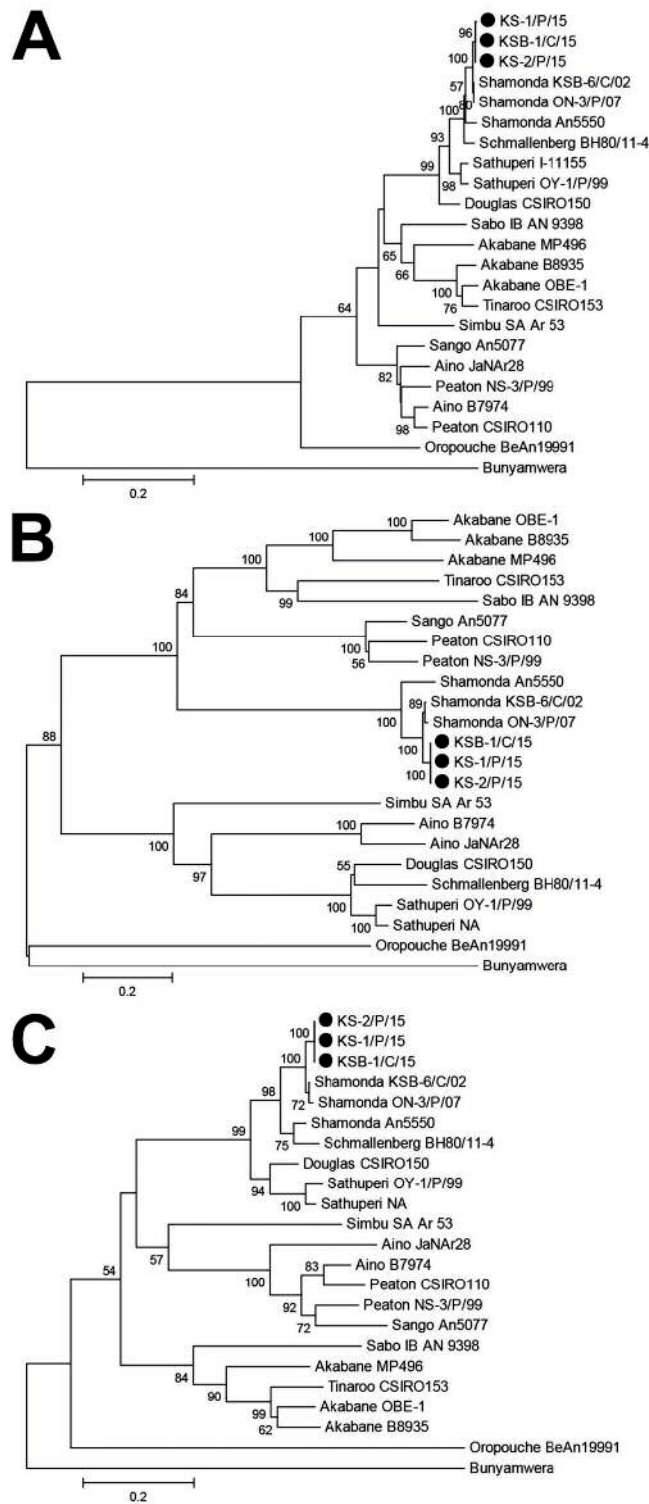 A
KS-1/P/15
96
KSB-1/C/15
100
KS-2/P/15
57
Shamonda KSB-6/C/02
80
Shamonda ON-3/P/07
100
Shamonda An5550
93
Schmallenberg BH80/11-4
99
Sathuperi I-11155
98
Sathuperi OY-1/P/99
Douglas CSIRO150
Sabo IB AN 9398
65
Akabane MP496
66
Akabane B8935
100
Akabane OBE-1
76
Tinaroo CSIRO153
64
Simbu SA Ar 53
Sango An5077
82
Aino JaNAr28
Peaton NS-3/P/99
Aino B7974
98
Peaton CSIRO110
Oropouche BeAn19991
Bunyamwera
0.2
B
100
Akabane OBE-1
100
Akabane B8935
100
Akabane MP496
Tinaroo CSIRO153
99
Sabo IB AN 9398
84
Sango An5077
100
Peaton CSIRO110
56
Peaton NS-3/P/99
100
Shamonda An5550
89
Shamonda KSB-6/C/02
100
Shamonda ON-3/P/07
100
KSB-1/C/15
KS-1/P/15
100
KS-2/P/15
88
Simbu SA Ar 53
100
100
Aino B7974
Aino JaNAr28
97
55
Douglas CSIRO150
Schmallenberg BH80/11-4
100
Sathuperi OY-1/P/99
100
Sathuperi NA
Oropouche BeAn19991
Bunyamwera
0.2
C
KS-2/P/15
100
KS-1/P/15
100
KSB-1/C/15
98
Shamonda KSB-6/C/02
72
Shamonda ON-3/P/07
Shamonda An5550
99
75
Schmallenberg BH80/11-4
Douglas CSIRO150
94
Sathuperi OY-1/P/99
100
Sathuperi NA
Simbu SA Ar 53
57
Aino JaNAr28
100
83
Aino B7974
Peaton CSIRO110
92
Peaton NS-3/P/99
72
Sango An5077
54
Sabo IB AN 9398
84
Akabane MP496
90
Tinaroo CSIRO153
99
Akabane OBE-1
62
Akabane B8935
Oropouche BeAn19991
Bunyamwera
0.2